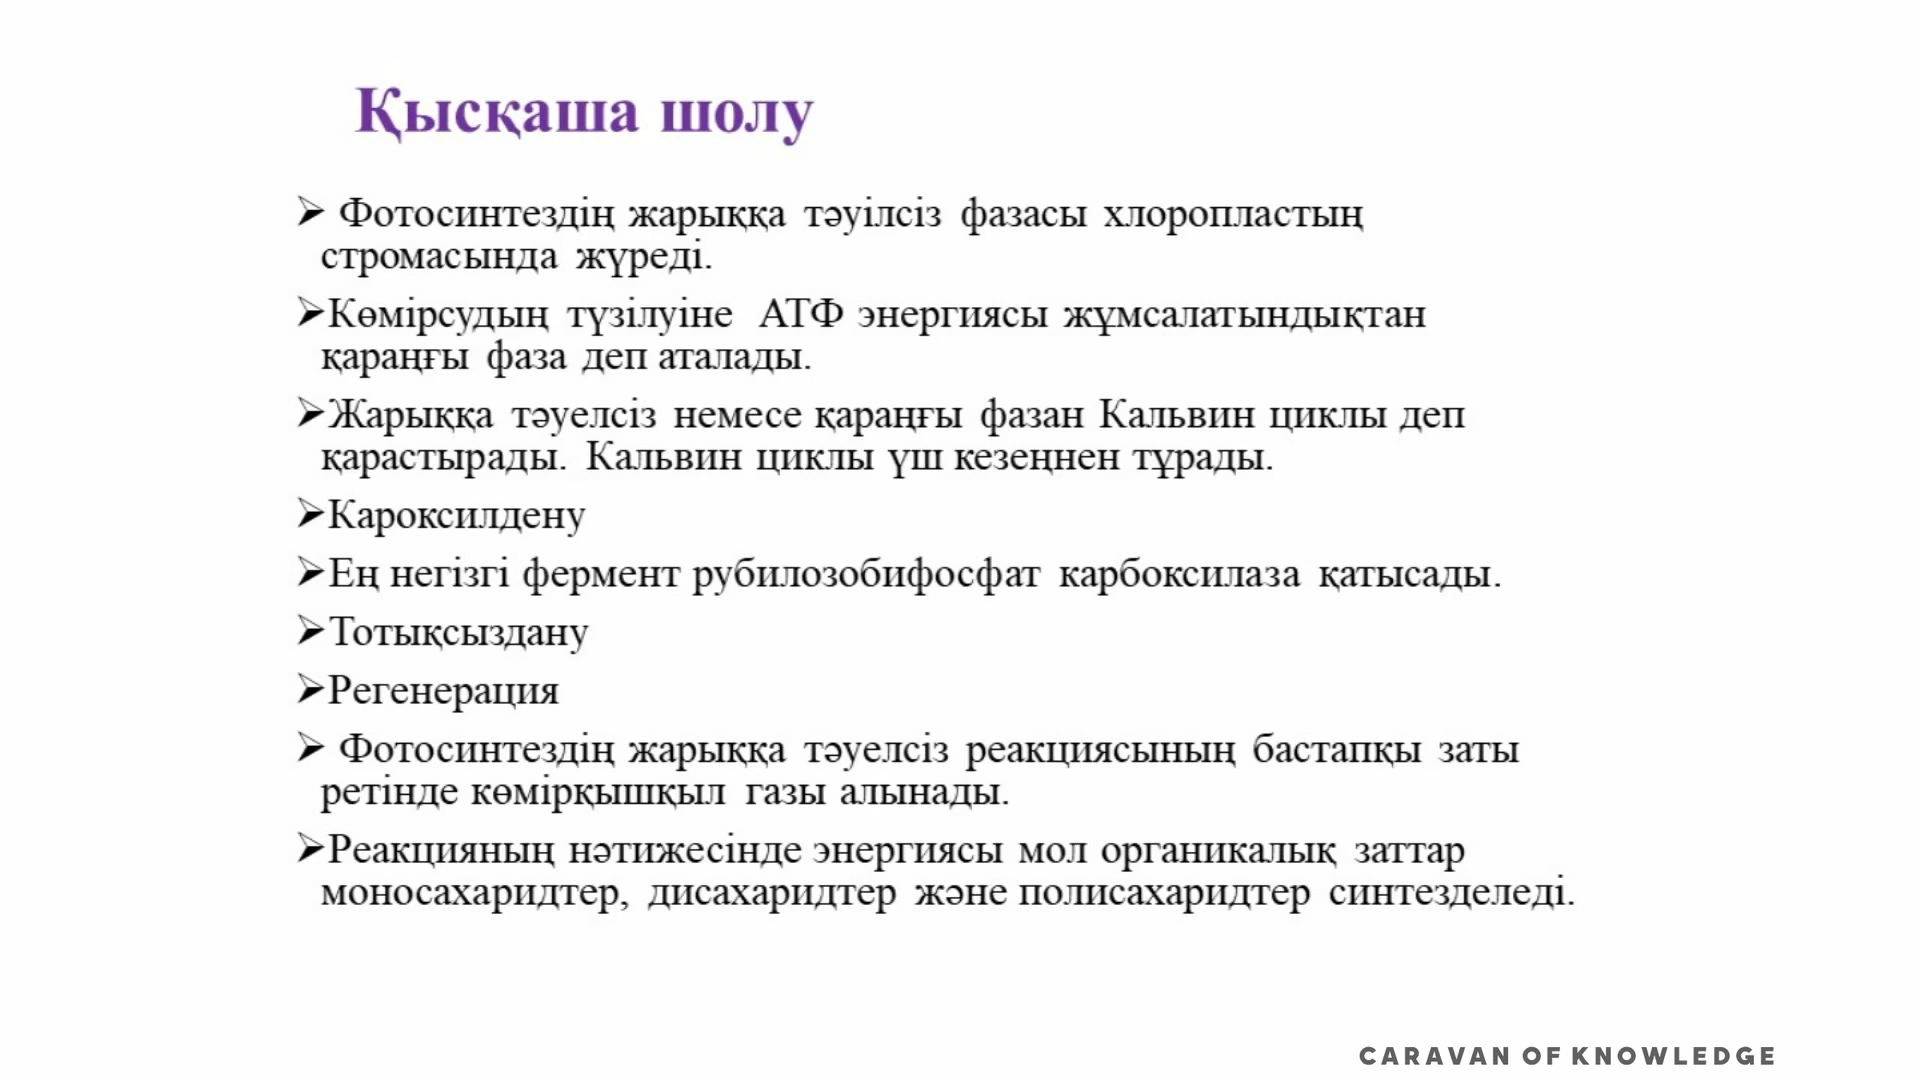 Қысқаша шолу
➢ Фотосинтездің жарыққа тәуілсіз фазасы хлоропластың
стромасында жүреді.
➢Көмірсудың түзілуіне АТФ энергиясы жұмсалатындықтан
қараңғы фаза деп аталады.
➢Жарыққа тәуелсіз немесе қараңғы фазан Кальвин циклы деп
қарастырады. Кальвин циклы үш кезеңнен тұрады.
➢Кароксилдену
➢Ең негізгі фермент рубилозобифосфат карбоксилаза қатысады.
➢Тотықсыздану
➢Регенерация
➢ Фотосинтездің жарыққа тәуелсіз реакциясының бастапқы заты
ретінде көмірқышқыл газы алынады.
➢Реакцияның нәтижесінде энергиясы мол органикалық заттар
моносахаридтер, дисахаридтер және полисахаридтер синтезделеді.
CARAVAN OF KNOWLEDGE